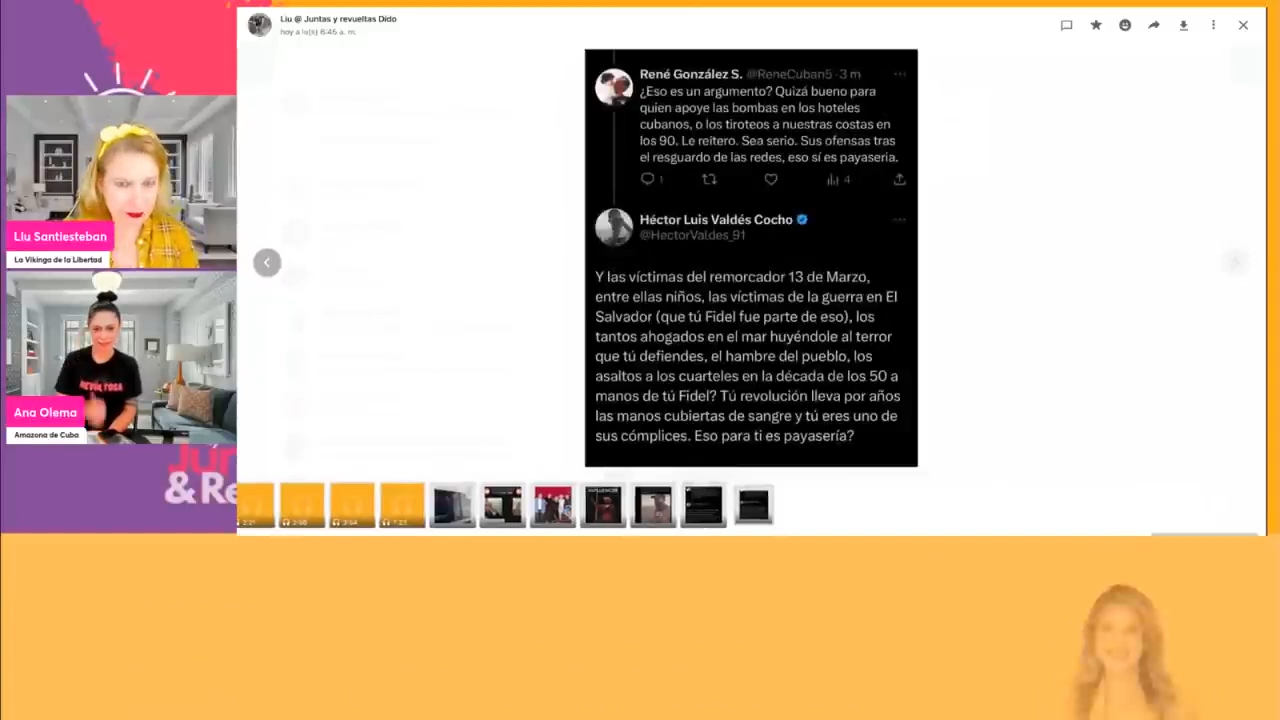 Liu @ Juntas y revueltas Dido
hoy a la(s) 6:45 a. m.
René González S. @ReneCuban5 · 3 m
¿Eso es un argumento? Quizá bueno para
quien apoye las bombas en los hoteles
cubanos, o los tiroteos a nuestras costas en
los 90. Le reitero. Sea serio. Sus ofensas tras
el resguardo de las redes, eso sí es payasería.
1
4
Héctor Luis Valdés Cocho
@HectorValdes_91
Y las víctimas del remorcador 13 de Marzo,
entre ellas niños, las víctimas de la guerra en El
Salvador (que tú Fidel fue parte de eso), los
tantos ahogados en el mar huyéndole al terror
que tú defiendes, el hambre del pueblo, los
asaltos a los cuarteles en la década de los 50 a
manos de tú Fidel? Tú revolución lleva por años
las manos cubiertas de sangre y tú eres uno de
sus cómplices. Eso para ti es payasería?
Liu Santiesteban
La Vikinga de la Libertad
Ana Olema
Amazona de Cuba
& Re